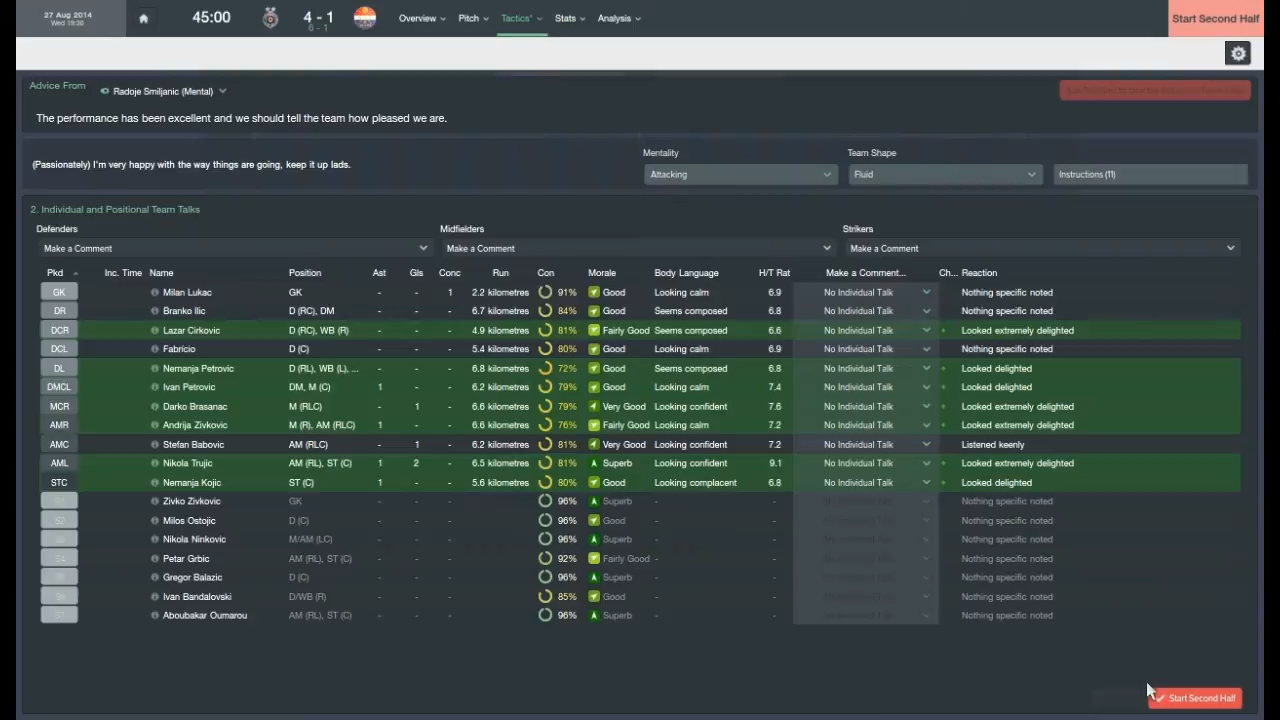 27 Aug 2014
Wed 19:30
45:00
4 - 1
6 - 1
Overview Pitch Tactics* Stats Analysis
Start Second Half
Advice From Radoje Smiljanic (Mental)
The performance has been excellent and we should tell the team how pleased we are.
(Passionately) I'm very happy with the way things are going, keep it up lads.
Mentality Team Shape
Attacking Fluid Instructions (11)
2. Individual and Positional Team Talks
Defenders Midfielders Strikers
Make a Comment Make a Comment Make a Comment
Pkd Inc. Time Name Position Ast Gls Conc Run Con Morale Body Language H/T Rat Make a Comment... Ch... Reaction
GK Milan Lukac GK - - 1 2.2 kilometres 91% Good Looking calm 6.9 No Individual Talk Nothing specific noted
DR Branko Ilic D (RC), DM - - - 6.7 kilometres 84% Good Seems composed 6.8 No Individual Talk Nothing specific noted
DCR Lazar Cirkovic D (RC), WB (R) - - - 4.9 kilometres 81% Fairly Good Seems composed 6.6 No Individual Talk Looked extremely delighted
DCL Fabrício D (C) - - - 5.4 kilometres 80% Good Looking calm 6.9 No Individual Talk Nothing specific noted
DL Nemanja Petrovic D (RL), WB (L), ... - - - 6.8 kilometres 72% Good Seems composed 6.8 No Individual Talk Looked delighted
DMCL Ivan Petrovic DM, M (C) 1 - - 6.2 kilometres 79% Good Looking calm 7.4 No Individual Talk Looked delighted
MCR Darko Brasanac M (RLC) - 1 - 6.6 kilometres 79% Very Good Looking confident 7.6 No Individual Talk Looked extremely delighted
AMR Andrija Zivkovic M (R), AM (RLC) 1 - - 6.6 kilometres 76% Fairly Good Looking calm 7.2 No Individual Talk Looked extremely delighted
AMC Stefan Babovic AM (RLC) - 1 - 6.2 kilometres 81% Very Good Looking confident 7.2 No Individual Talk Listened keenly
AML Nikola Trujic AM (RL), ST (C) 1 2 - 6.5 kilometres 81% Superb Looking confident 9.1 No Individual Talk Looked extremely delighted
STC Nemanja Kojic ST (C) 1 - - 5.6 kilometres 80% Good Looking complacent 6.8 No Individual Talk Looked delighted
Zivko Zivkovic GK - - - - 96% Superb - - Nothing specific noted
Milos Ostojic D (C) - - - - 96% Good - - Nothing specific noted
Nikola Ninkovic M/AM (LC) - - - - 96% Superb - - Nothing specific noted
Petar Grbic AM (RL), ST (C) - - - - 92% Fairly Good - - Nothing specific noted
Gregor Balazic D (C) - - - - 96% Superb - - Nothing specific noted
Ivan Bandalovski D/WB (R) - - - - 85% Good - - Nothing specific noted
Aboubakar Oumarou AM (RL), ST (C) - - - - 96% Superb - - Nothing specific noted
Start Second Half